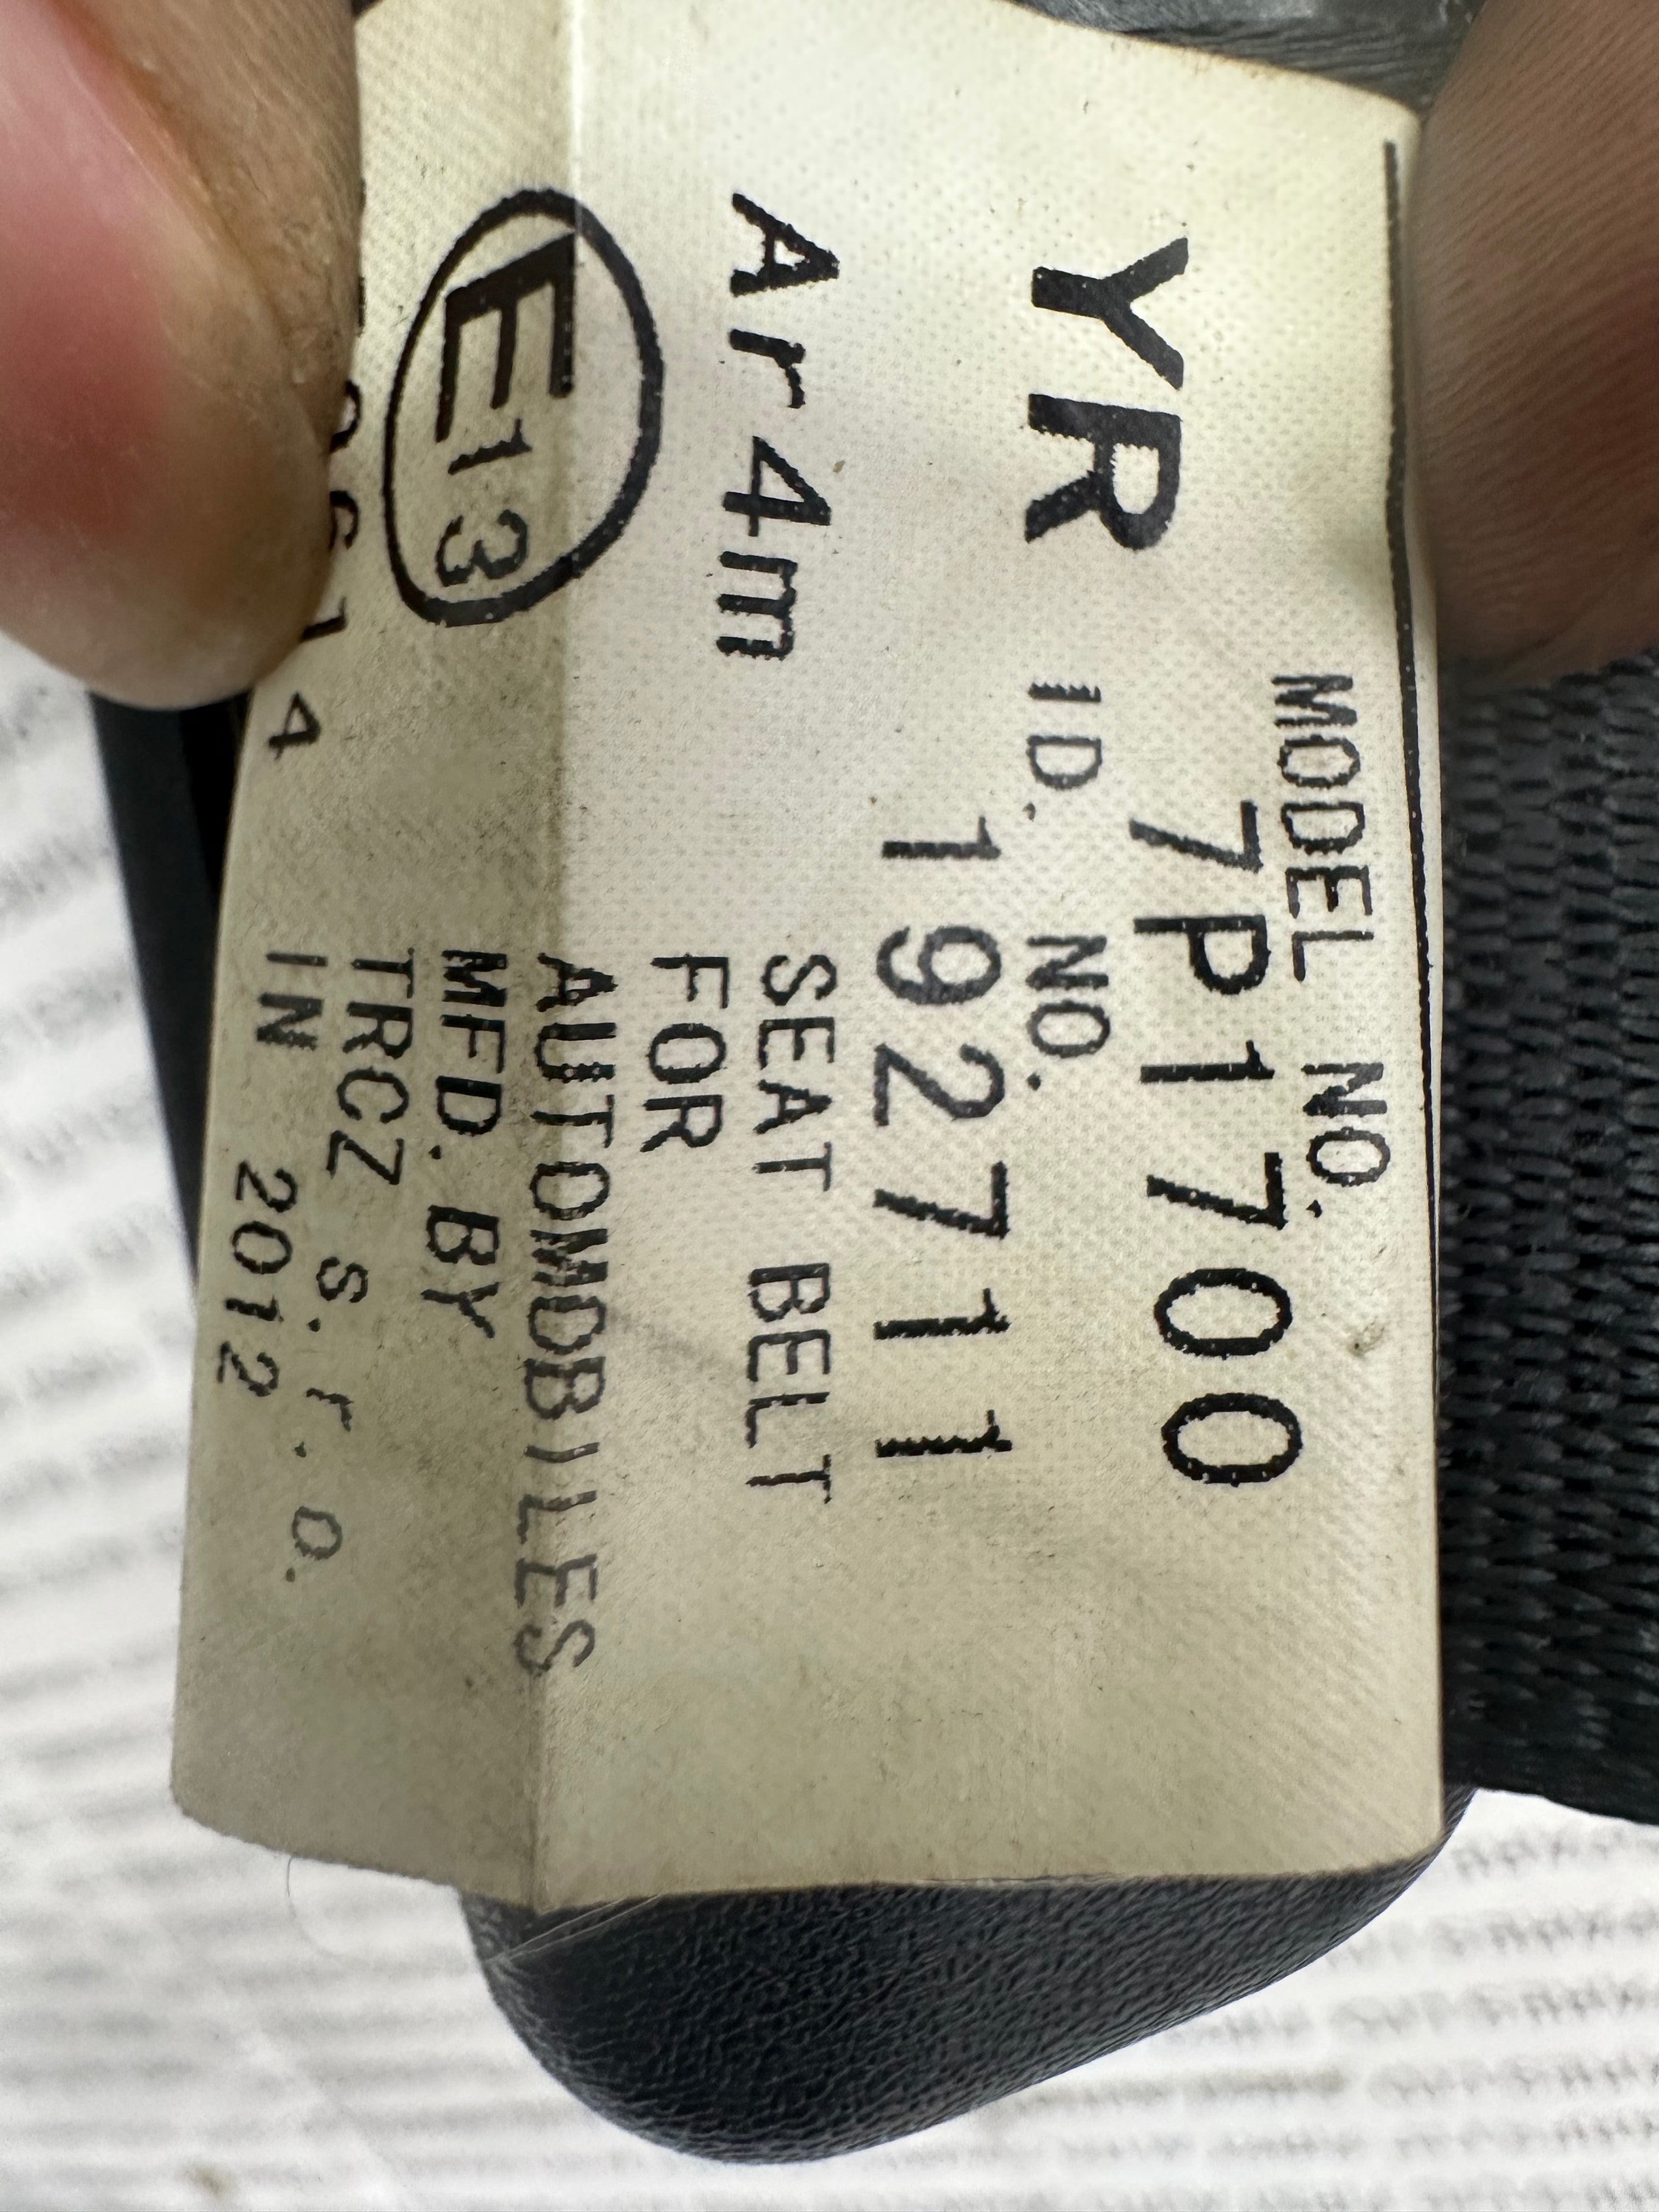 MODEL NO.
7P1700
YR
ID. NO.
192711
Ar4m
SEAT BELT
FOR
AUTOMOBILES
E13
MFD. BY
TRCZ s.r.o.
IN 2012